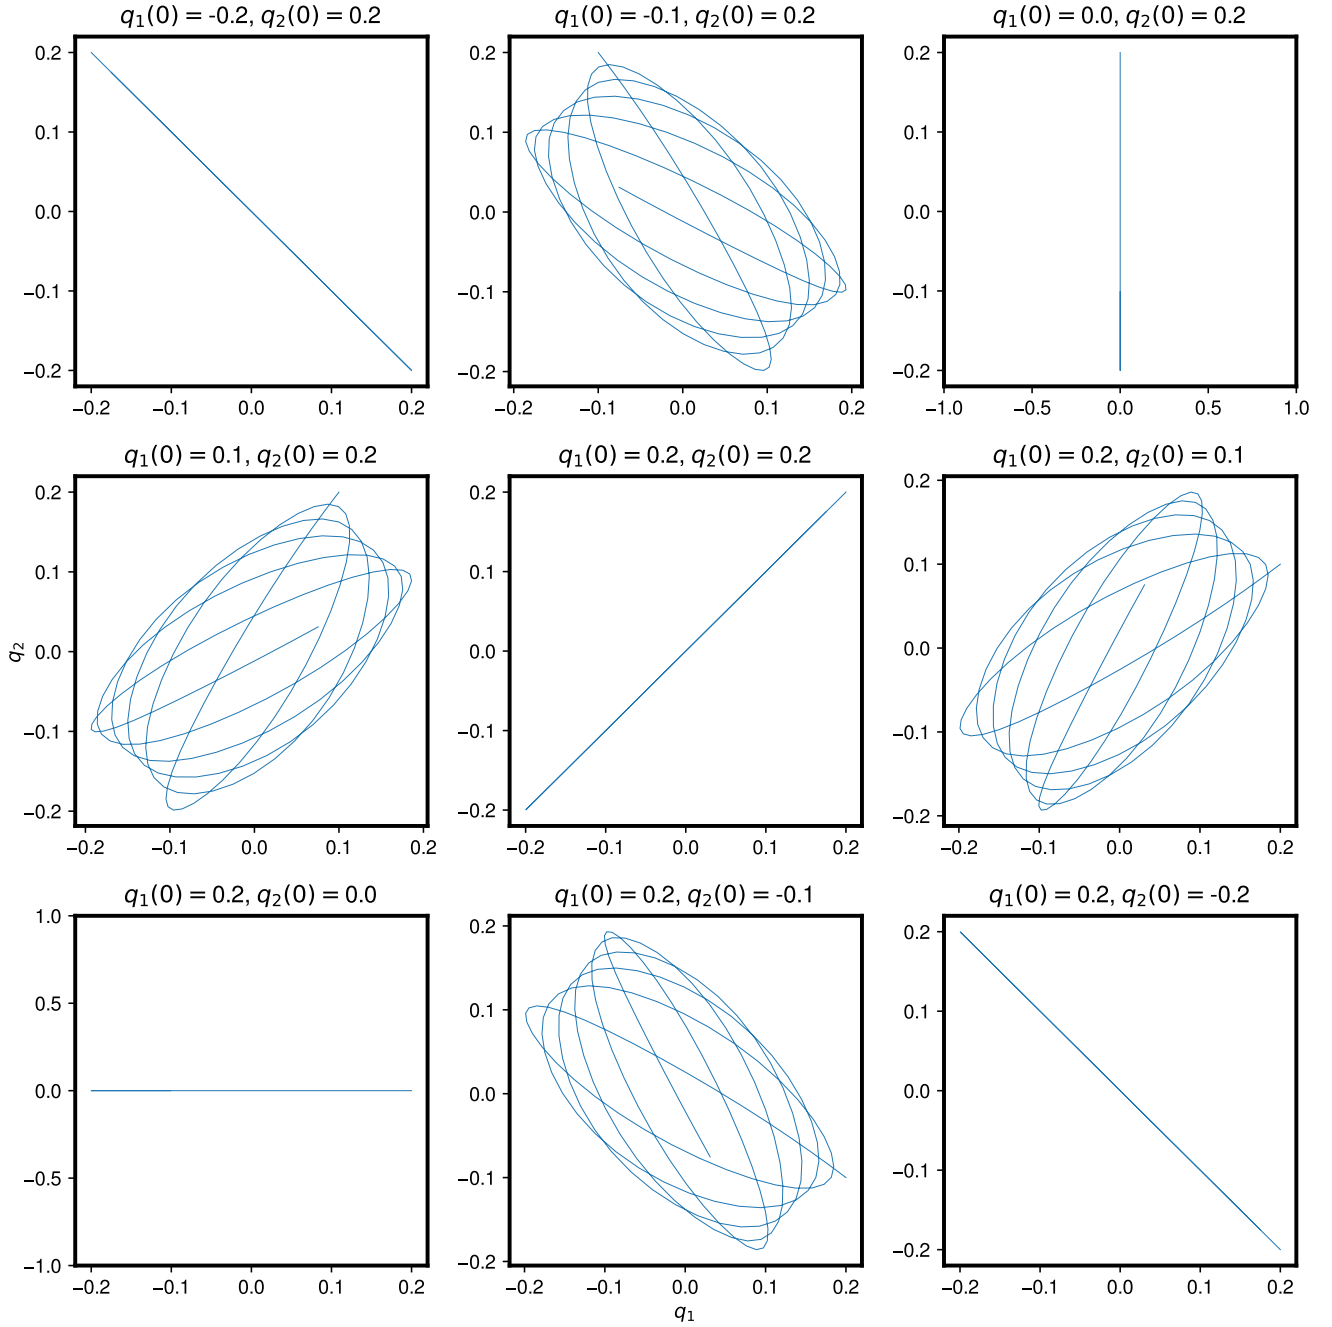 q₁(0) = -0.2, q₂(0) = 0.2
q₁(0) = -0.1, q₂(0) = 0.2
q₁(0) = 0.0, q₂(0) = 0.2
0.2
0.1
0.0
−0.1
−0.2
−0.2 −0.1 0.0 0.1 0.2
0.2
0.1
0.0
−0.1
−0.2
−0.2 −0.1 0.0 0.1 0.2
0.2
0.1
0.0
−0.1
−0.2
−1.0 −0.5 0.0 0.5 1.0
q₁(0) = 0.1, q₂(0) = 0.2
q₁(0) = 0.2, q₂(0) = 0.2
q₁(0) = 0.2, q₂(0) = 0.1
q₂
0.2
0.1
0.0
−0.1
−0.2
−0.2 −0.1 0.0 0.1 0.2
0.2
0.1
0.0
−0.1
−0.2
−0.2 −0.1 0.0 0.1 0.2
0.2
0.1
0.0
−0.1
−0.2
−0.2 −0.1 0.0 0.1 0.2
q₁(0) = 0.2, q₂(0) = 0.0
q₁(0) = 0.2, q₂(0) = -0.1
q₁(0) = 0.2, q₂(0) = -0.2
1.0
0.5
0.0
−0.5
−1.0
−0.2 −0.1 0.0 0.1 0.2
0.2
0.1
0.0
−0.1
−0.2
−0.2 −0.1 0.0 0.1 0.2
0.2
0.1
0.0
−0.1
−0.2
−0.2 −0.1 0.0 0.1 0.2
q₁